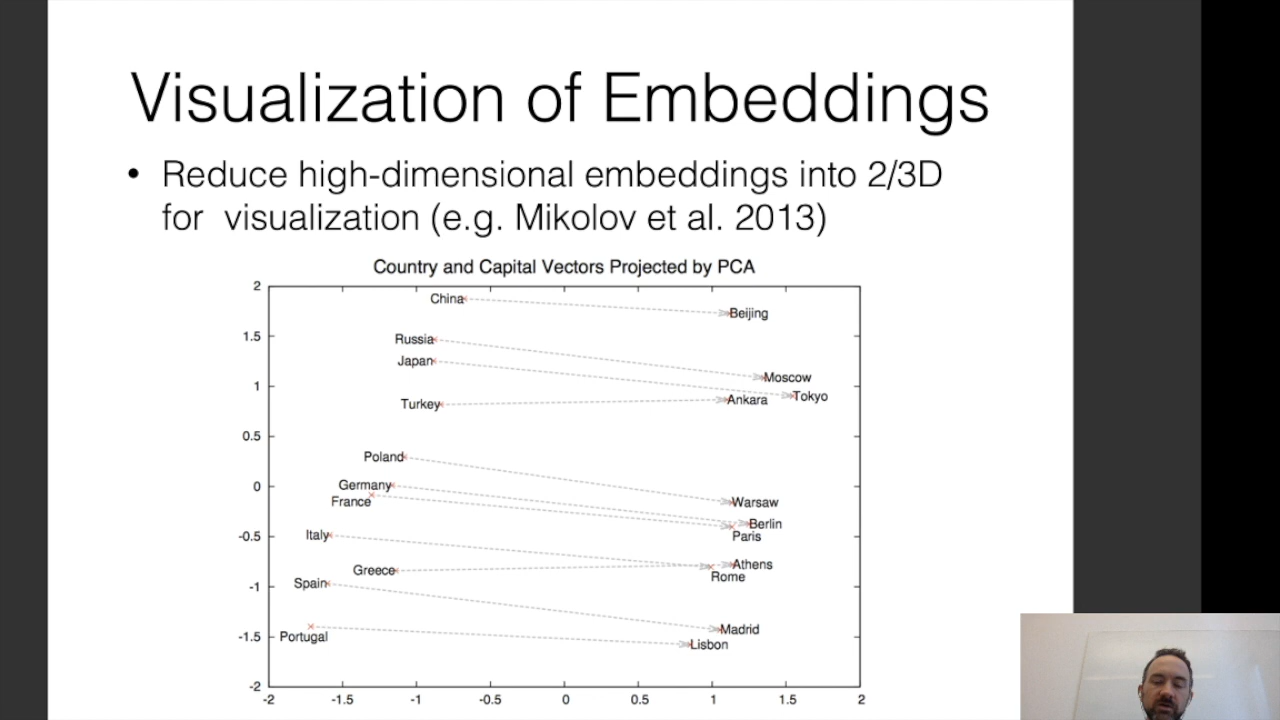 Visualization of Embeddings
• Reduce high-dimensional embeddings into 2/3D
for visualization (e.g. Mikolov et al. 2013)
Country and Capital Vectors Projected by PCA
2
China
Beijing
1.5
Russia
Japan
Moscow
1
Tokyo
Turkey
Ankara
0.5
Poland
0
Germany
France
Warsaw
Berlin
-0.5
Italy
Paris
Greece
Athens
Rome
-1
Spain
-1.5
Portugal
Madrid
Lisbon
-2
-2 -1.5 -1 -0.5 0 0.5 1 1.5 2